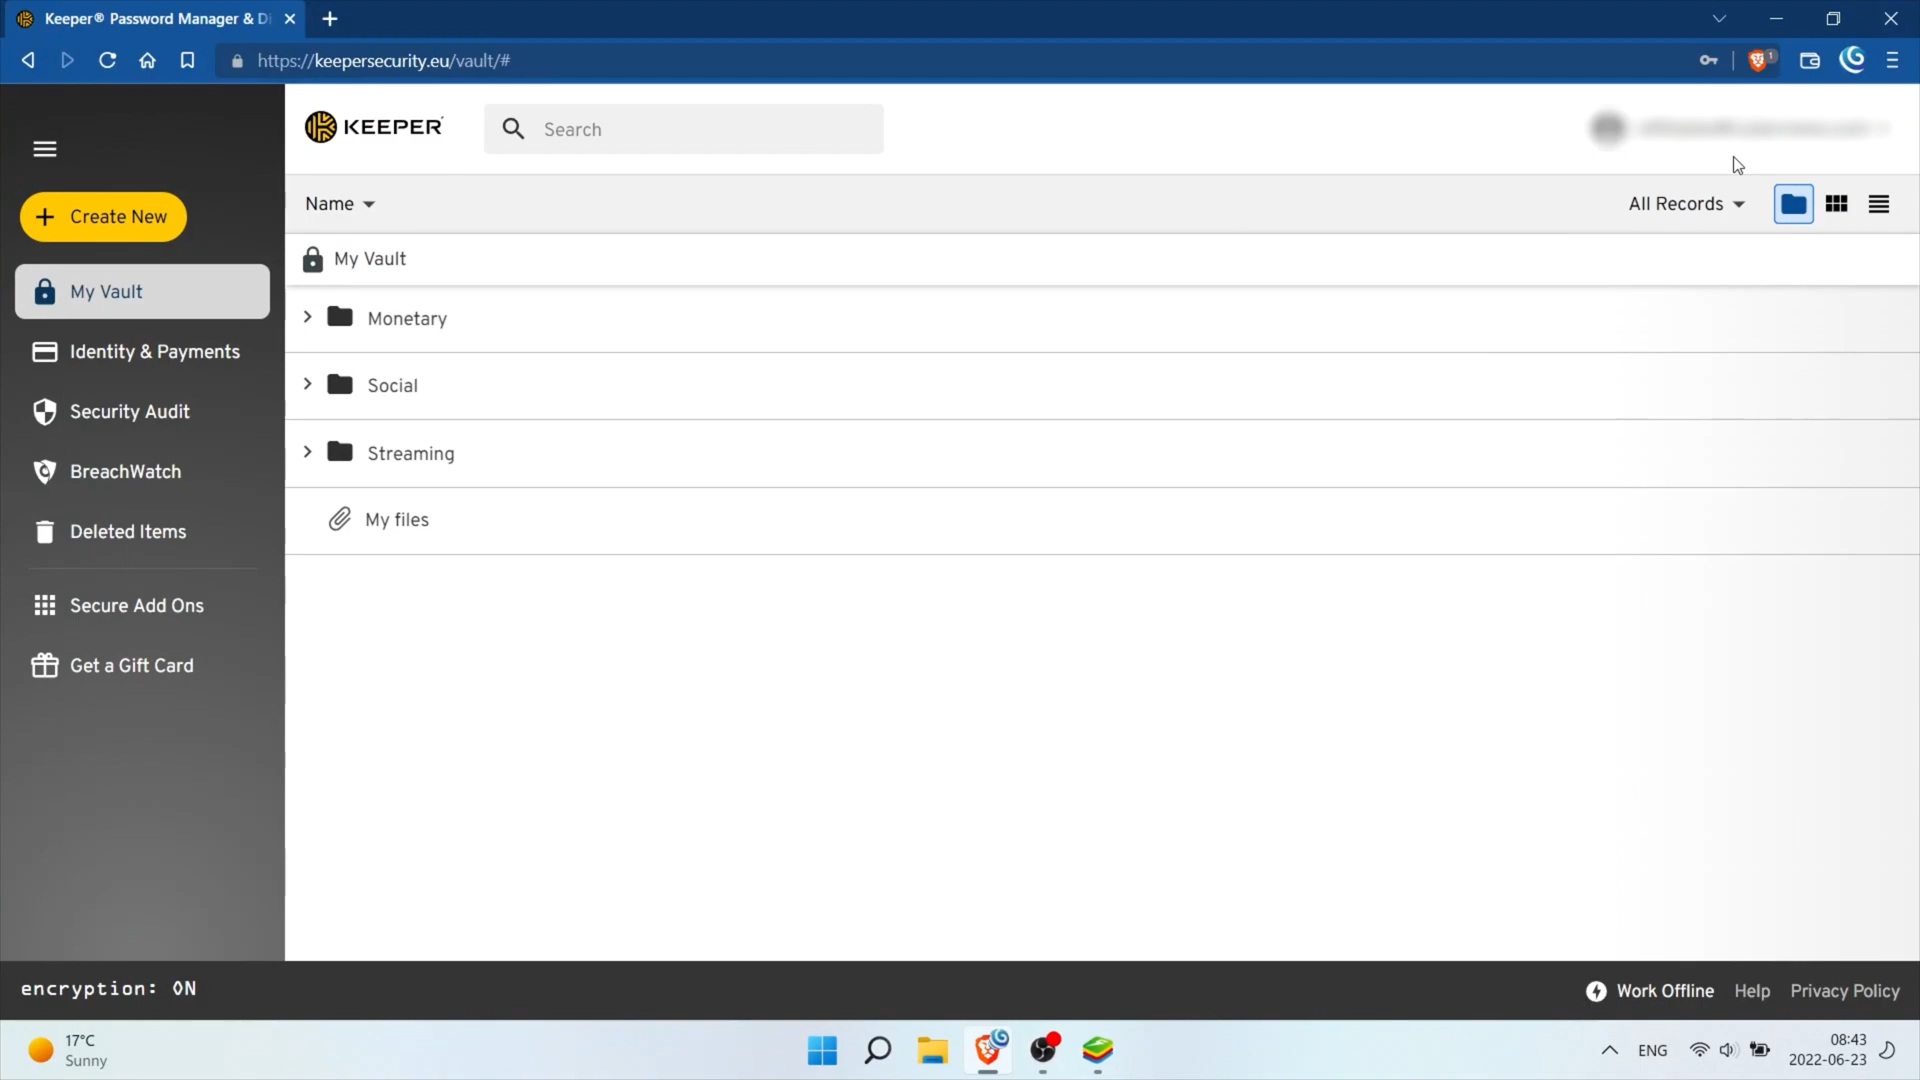 Keeper® Password Manager & Di
https://keepersecurity.eu/vault/#
1
KEEPER
Search
Create New
Name
All Records
My Vault
My Vault
Monetary
Identity & Payments
Social
Security Audit
Streaming
BreachWatch
My files
Deleted Items
Secure Add Ons
Get a Gift Card
encryption: ON
Work Offline
Help
Privacy Policy
17°C
Sunny
ENG
08:43
2022-06-23